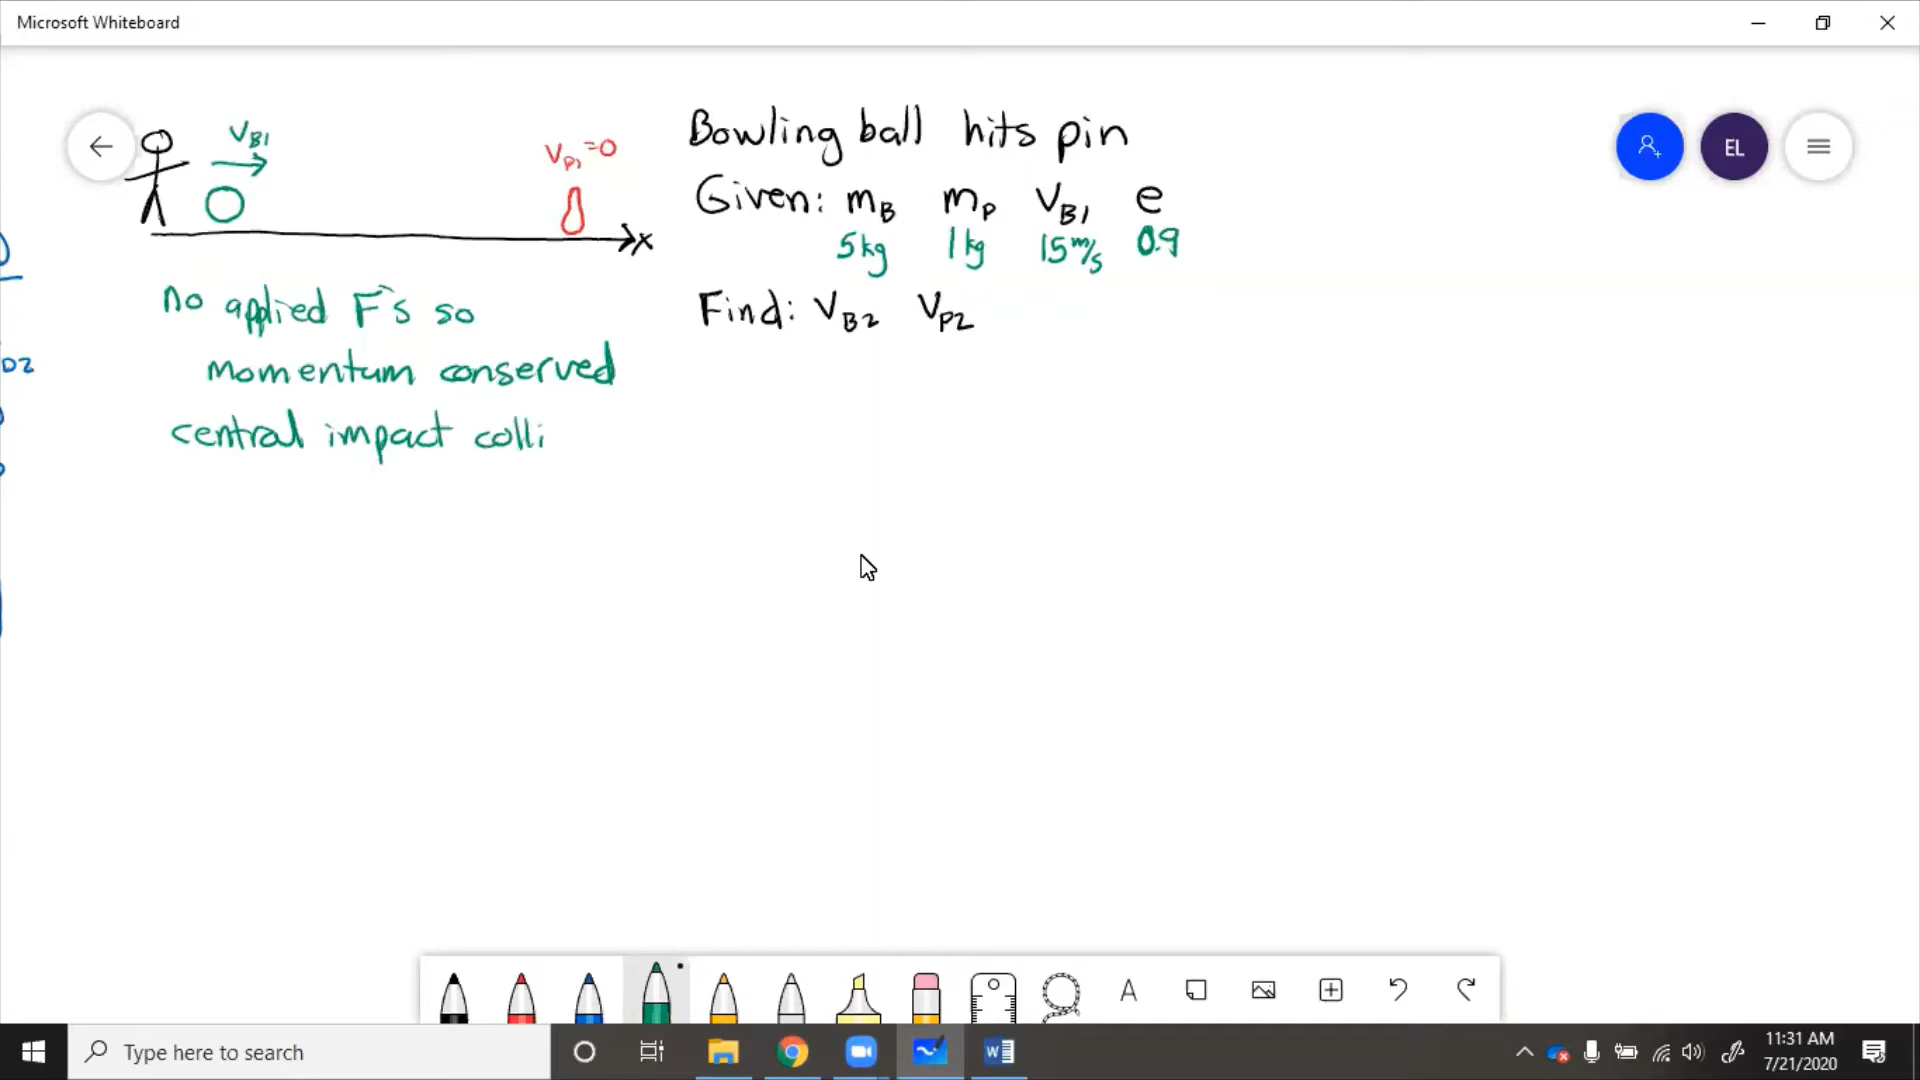 Microsoft Whiteboard
V_B1
V_P1=0
x
Bowling ball hits pin
Given: m_B m_P V_B1 e
5kg 1kg 15 m/s 0.9
Find: V_B2 V_P2
no applied F's so
momentum conserved
central impact colli
D2
EL
A
Type here to search
11:31 AM
7/21/2020